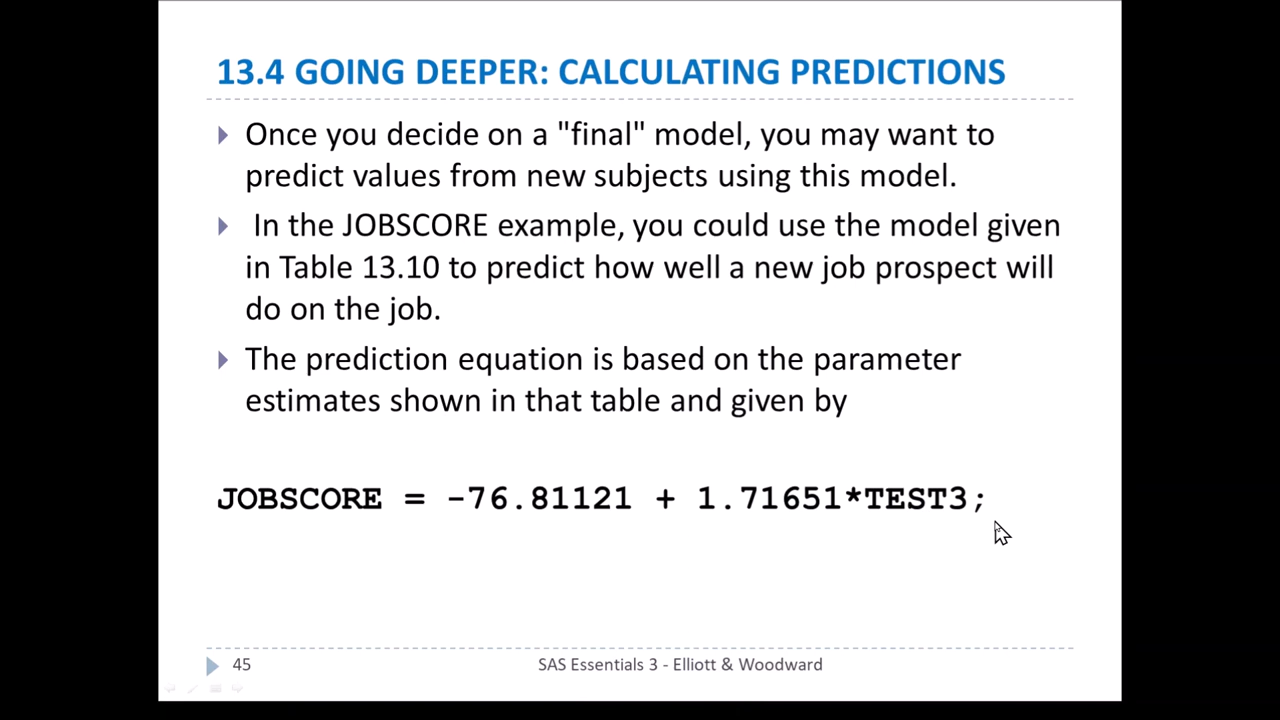 13.4 GOING DEEPER: CALCULATING PREDICTIONS
Once you decide on a "final" model, you may want to
predict values from new subjects using this model.
In the JOBSCORE example, you could use the model given
in Table 13.10 to predict how well a new job prospect will
do on the job.
The prediction equation is based on the parameter
estimates shown in that table and given by
JOBSCORE = -76.81121 + 1.71651*TEST3;
45
SAS Essentials 3 - Elliott & Woodward